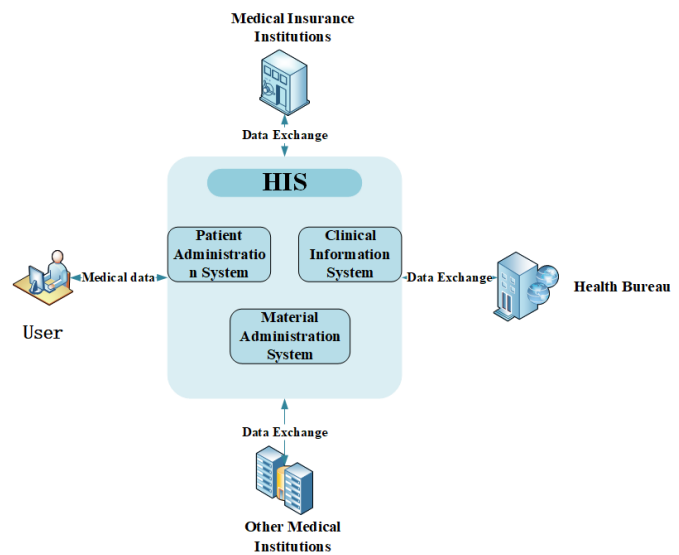 Medical Insurance
Institutions
Data Exchange
HIS
Patient
Administratio
n System
Clinical
Information
System
Medical data
Data Exchange
Health Bureau
User
Material
Administration
System
Data Exchange
Other Medical
Institutions